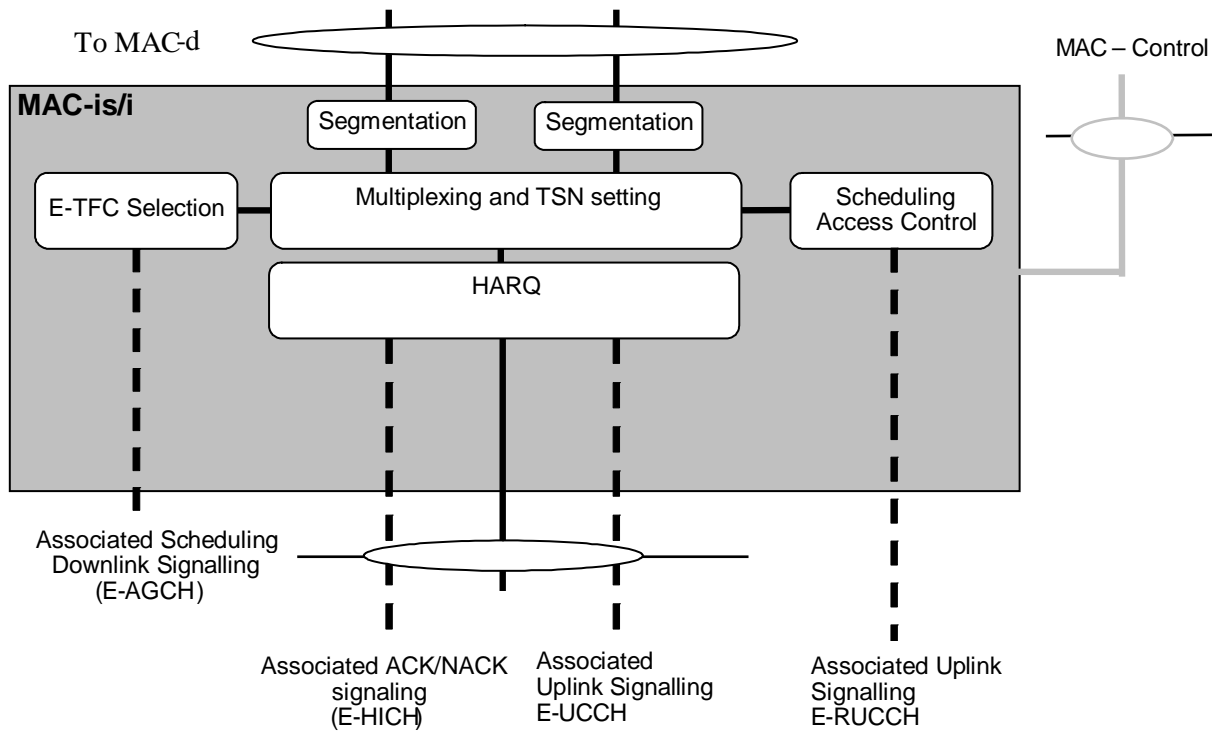 To MAC-d
MAC – Control
MAC-is/i
Segmentation
Segmentation
E-TFC Selection
Multiplexing and TSN setting
Scheduling
Access Control
HARQ
Associated Scheduling
Downlink Signalling
(E-AGCH)
Associated ACK/NACK
signaling
(E-HICH)
Associated
Uplink Signalling
E-UCCH
Associated Uplink
Signalling
E-RUCCH